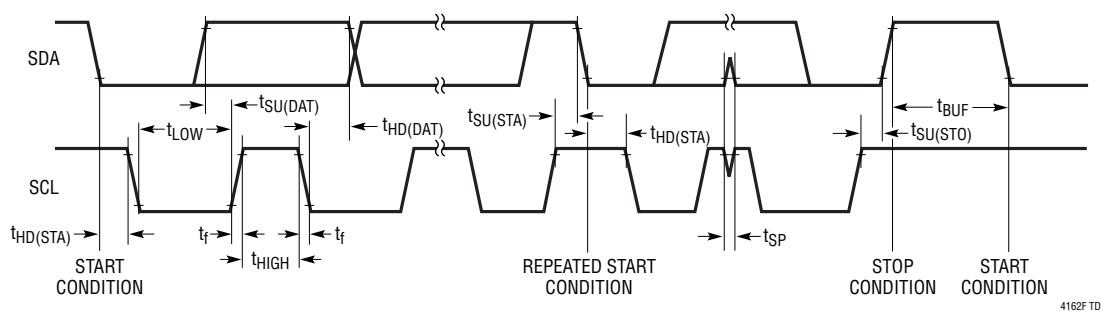 SDA
tSU(DAT)
tLOW
tHD(DAT)
tSU(STA)
tHD(STA)
tBUF
tSU(STO)
SCL
tHD(STA)
tf
tHIGH
tf
tSP
START
CONDITION
REPEATED START
CONDITION
STOP
CONDITION
START
CONDITION
4162F TD